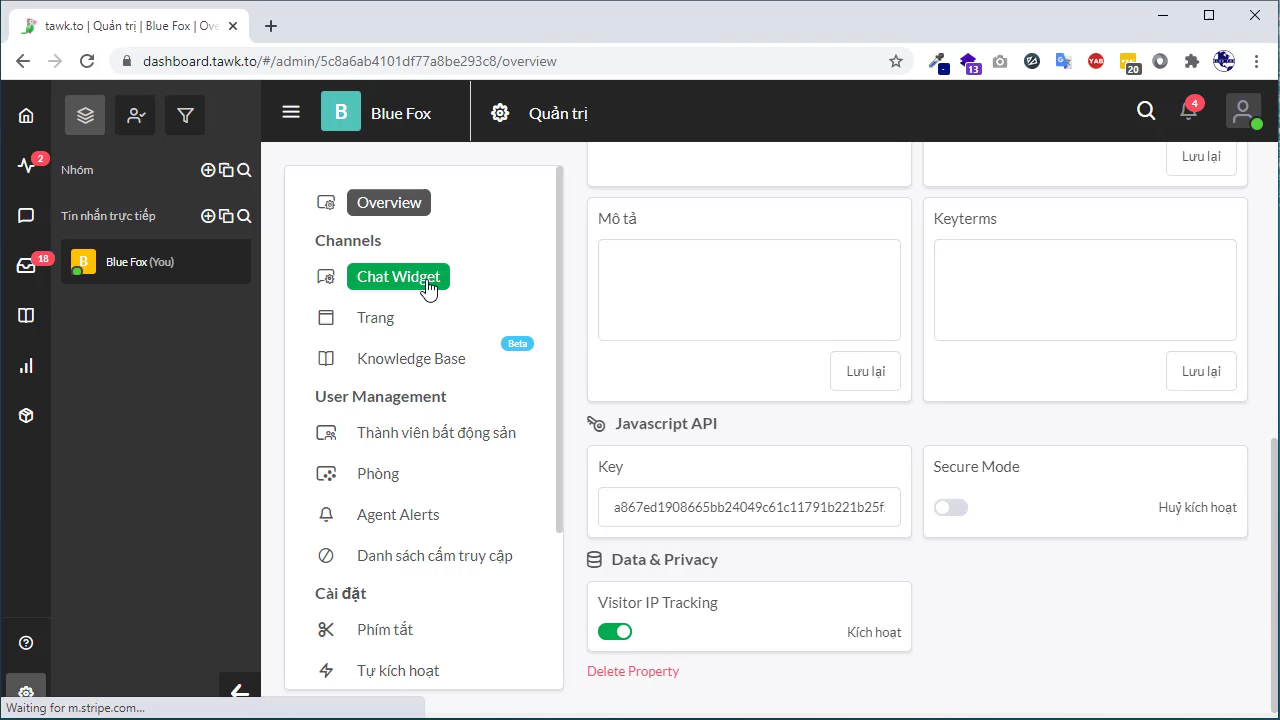 tawk.to | Quản trị | Blue Fox | Ove
dashboard.tawk.to/#/admin/5c8a6ab4101df77a8be293c8/overview
13
YAB
20
B
Blue Fox
Quản trị
4
2
18
Nhóm
Tin nhắn trực tiếp
B
Blue Fox (You)
Overview
Channels
Chat Widget
Trang
Knowledge Base
Beta
User Management
Thành viên bất động sản
Phòng
Agent Alerts
Danh sách cấm truy cập
Cài đặt
Phím tắt
Tự kích hoạt
Lưu lại
Mô tả
Lưu lại
Keyterms
Lưu lại
Javascript API
Key
a867ed1908665bb24049c61c11791b221b25f
Secure Mode
Huỷ kích hoạt
Data & Privacy
Visitor IP Tracking
Kích hoạt
Delete Property
Waiting for m.stripe.com...